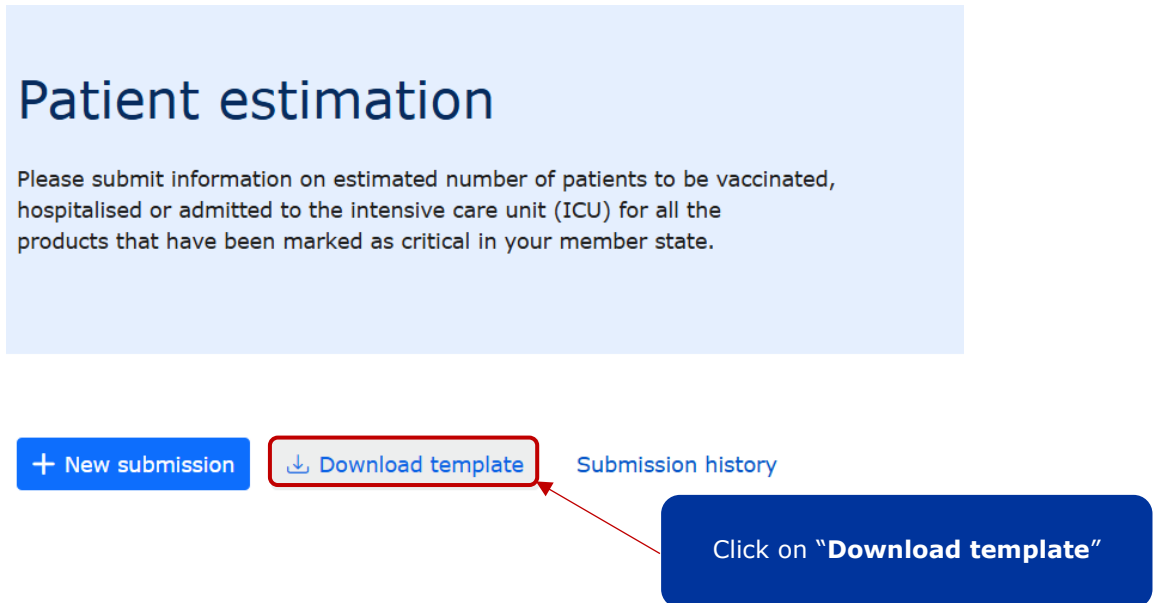 Patient estimation
Please submit information on estimated number of patients to be vaccinated,
hospitalised or admitted to the intensive care unit (ICU) for all the
products that have been marked as critical in your member state.
+ New submission
Download template
Submission history
Click on “Download template”